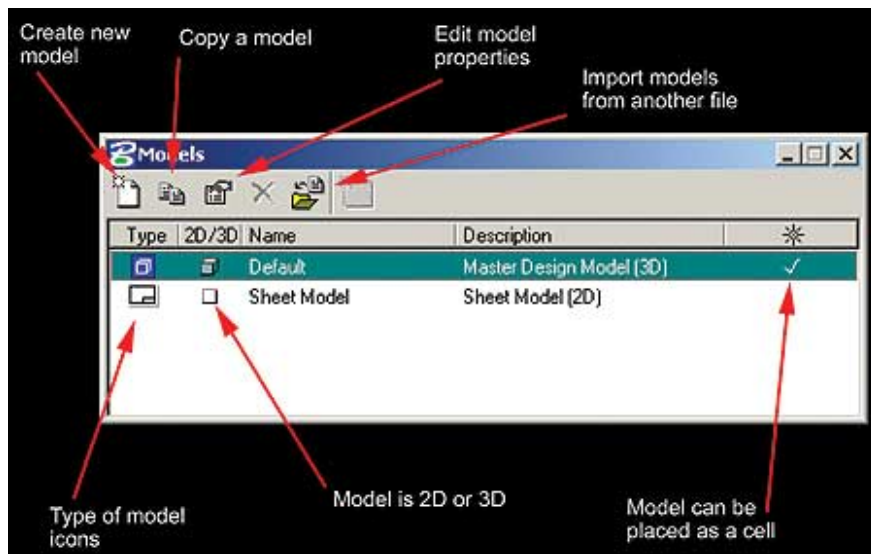 Create new
model
Copy a model
Edit model
properties
Import models
from another file
Models
Type 2D/3D Name Description
Default Master Design Model (3D) ✓
Sheet Model Sheet Model (2D)
Type of model
icons
Model is 2D or 3D
Model can be
placed as a cell